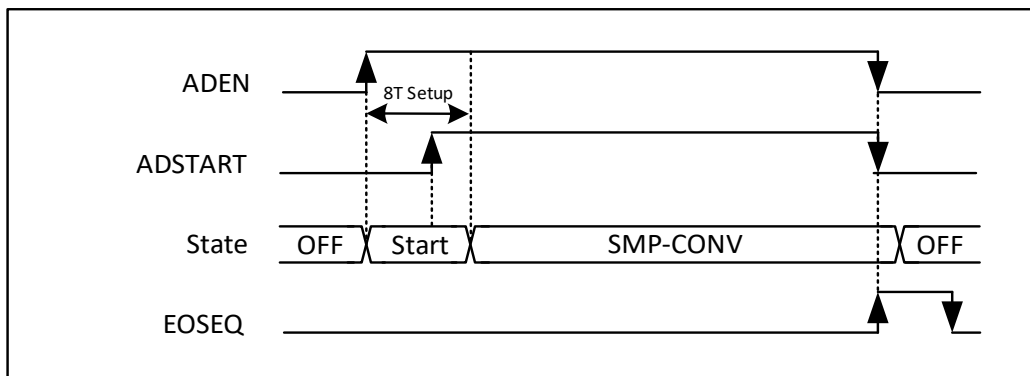 ADEN
8T Setup
ADSTART
State OFF Start SMP-CONV OFF
EOSEQ